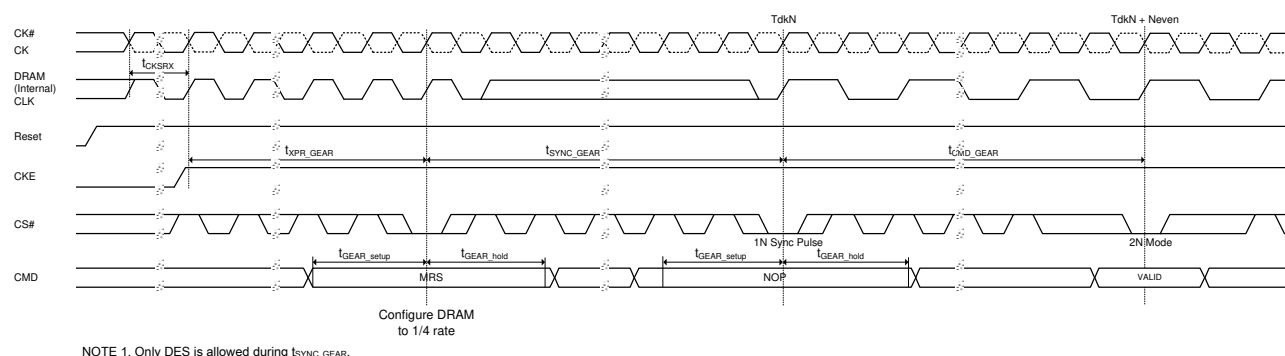 TdkN
TdkN + Neven
CK#
CK
tCKSRX
DRAM
(Internal)
CLK
Reset
tXPR_GEAR
tSYNC_GEAR
tCMD_GEAR
CKE
CS#
1N Sync Pulse
2N Mode
tGEAR_setup
tGEAR_hold
tGEAR_setup
tGEAR_hold
CMD
MRS
NOP
VALID
Configure DRAM
to 1/4 rate
NOTE 1. Only DES is allowed during tSYNC_GEAR.